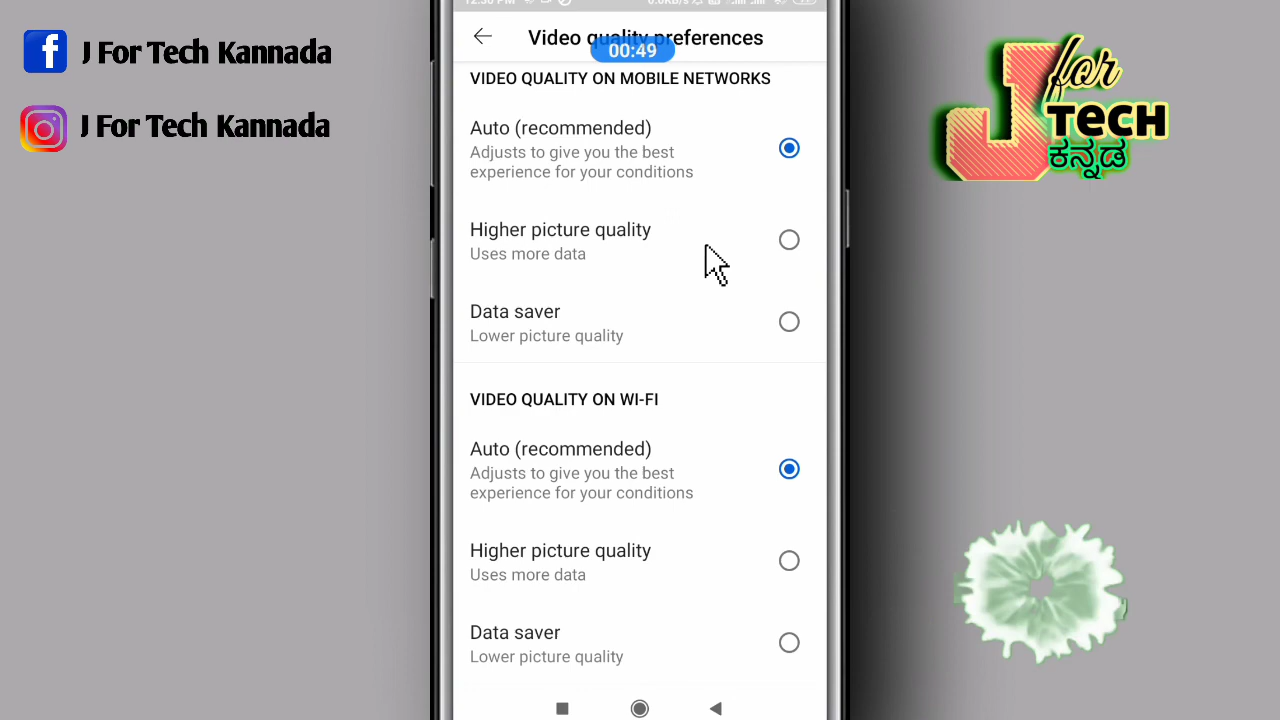 J For Tech Kannada
J For Tech Kannada
Video quality preferences
00:49
VIDEO QUALITY ON MOBILE NETWORKS
Auto (recommended)
Adjusts to give you the best
experience for your conditions
Higher picture quality
Uses more data
Data saver
Lower picture quality
VIDEO QUALITY ON WI-FI
Auto (recommended)
Adjusts to give you the best
experience for your conditions
Higher picture quality
Uses more data
Data saver
Lower picture quality
J for
TECH
ಕನ್ನಡ